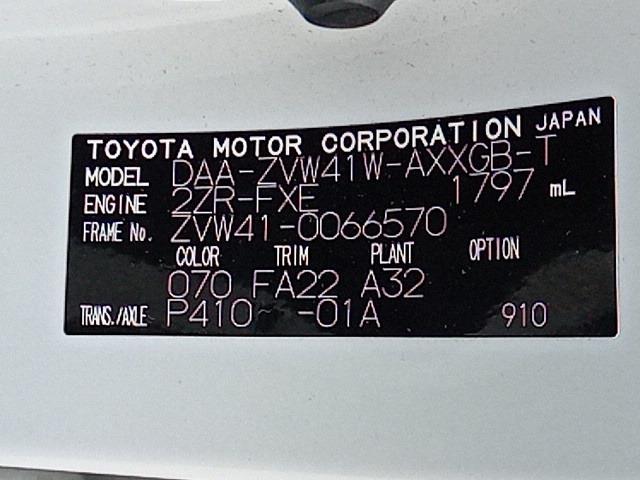 TOYOTA MOTOR CORPORATION JAPAN
MODEL DAA-ZVW41W-AXXGB-T
ENGINE 2ZR-FXE 1797 mL
FRAME No. ZVW41-0066570
COLOR TRIM PLANT OPTION
070 FA22 A32
TRANS./AXLE P410 -01A 910